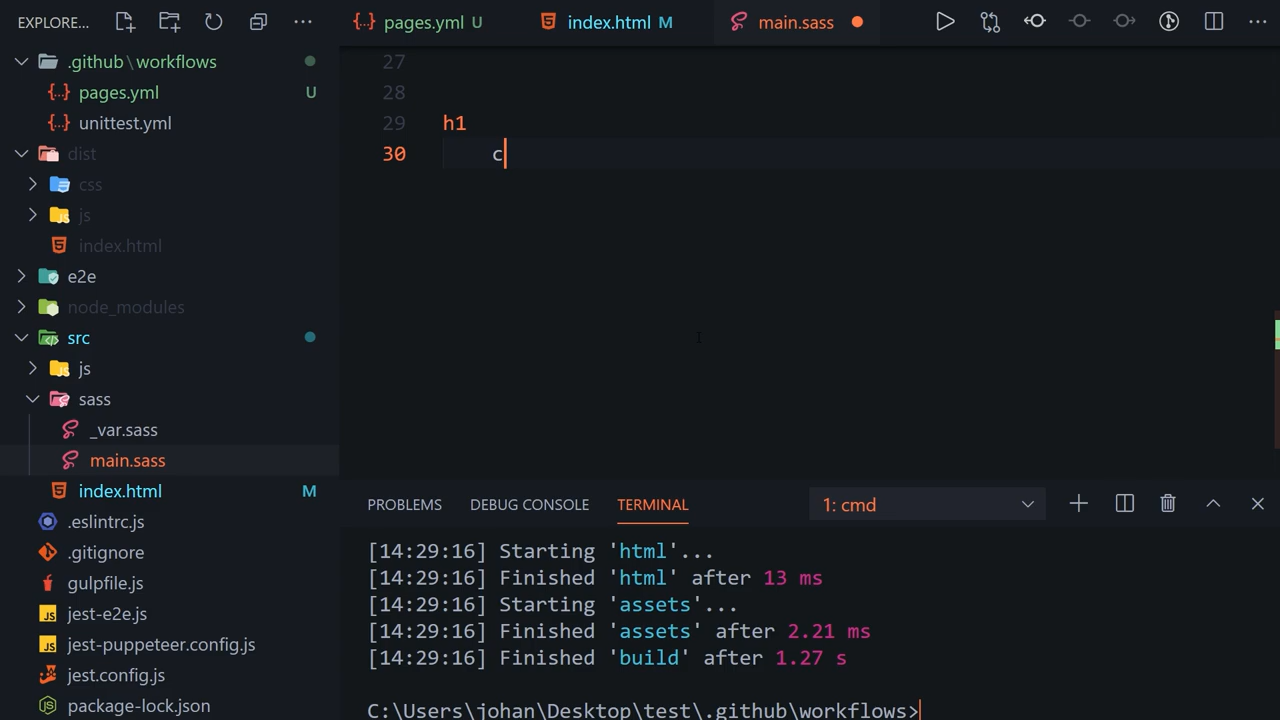 EXPLORE...
pages.yml U
index.html M
main.sass
.github\workflows
pages.yml U
unittest.yml
dist
css
js
index.html
e2e
node_modules
src
js
sass
_var.sass
main.sass
index.html M
.eslintrc.js
.gitignore
gulpfile.js
jest-e2e.js
jest-puppeteer.config.js
jest.config.js
package-lock.json
27
28
29 h1
30 c
PROBLEMS DEBUG CONSOLE TERMINAL 1: cmd
[14:29:16] Starting 'html'...
[14:29:16] Finished 'html' after 13 ms
[14:29:16] Starting 'assets'...
[14:29:16] Finished 'assets' after 2.21 ms
[14:29:16] Finished 'build' after 1.27 s
C:\Users\johan\Desktop\test\.github\workflows>